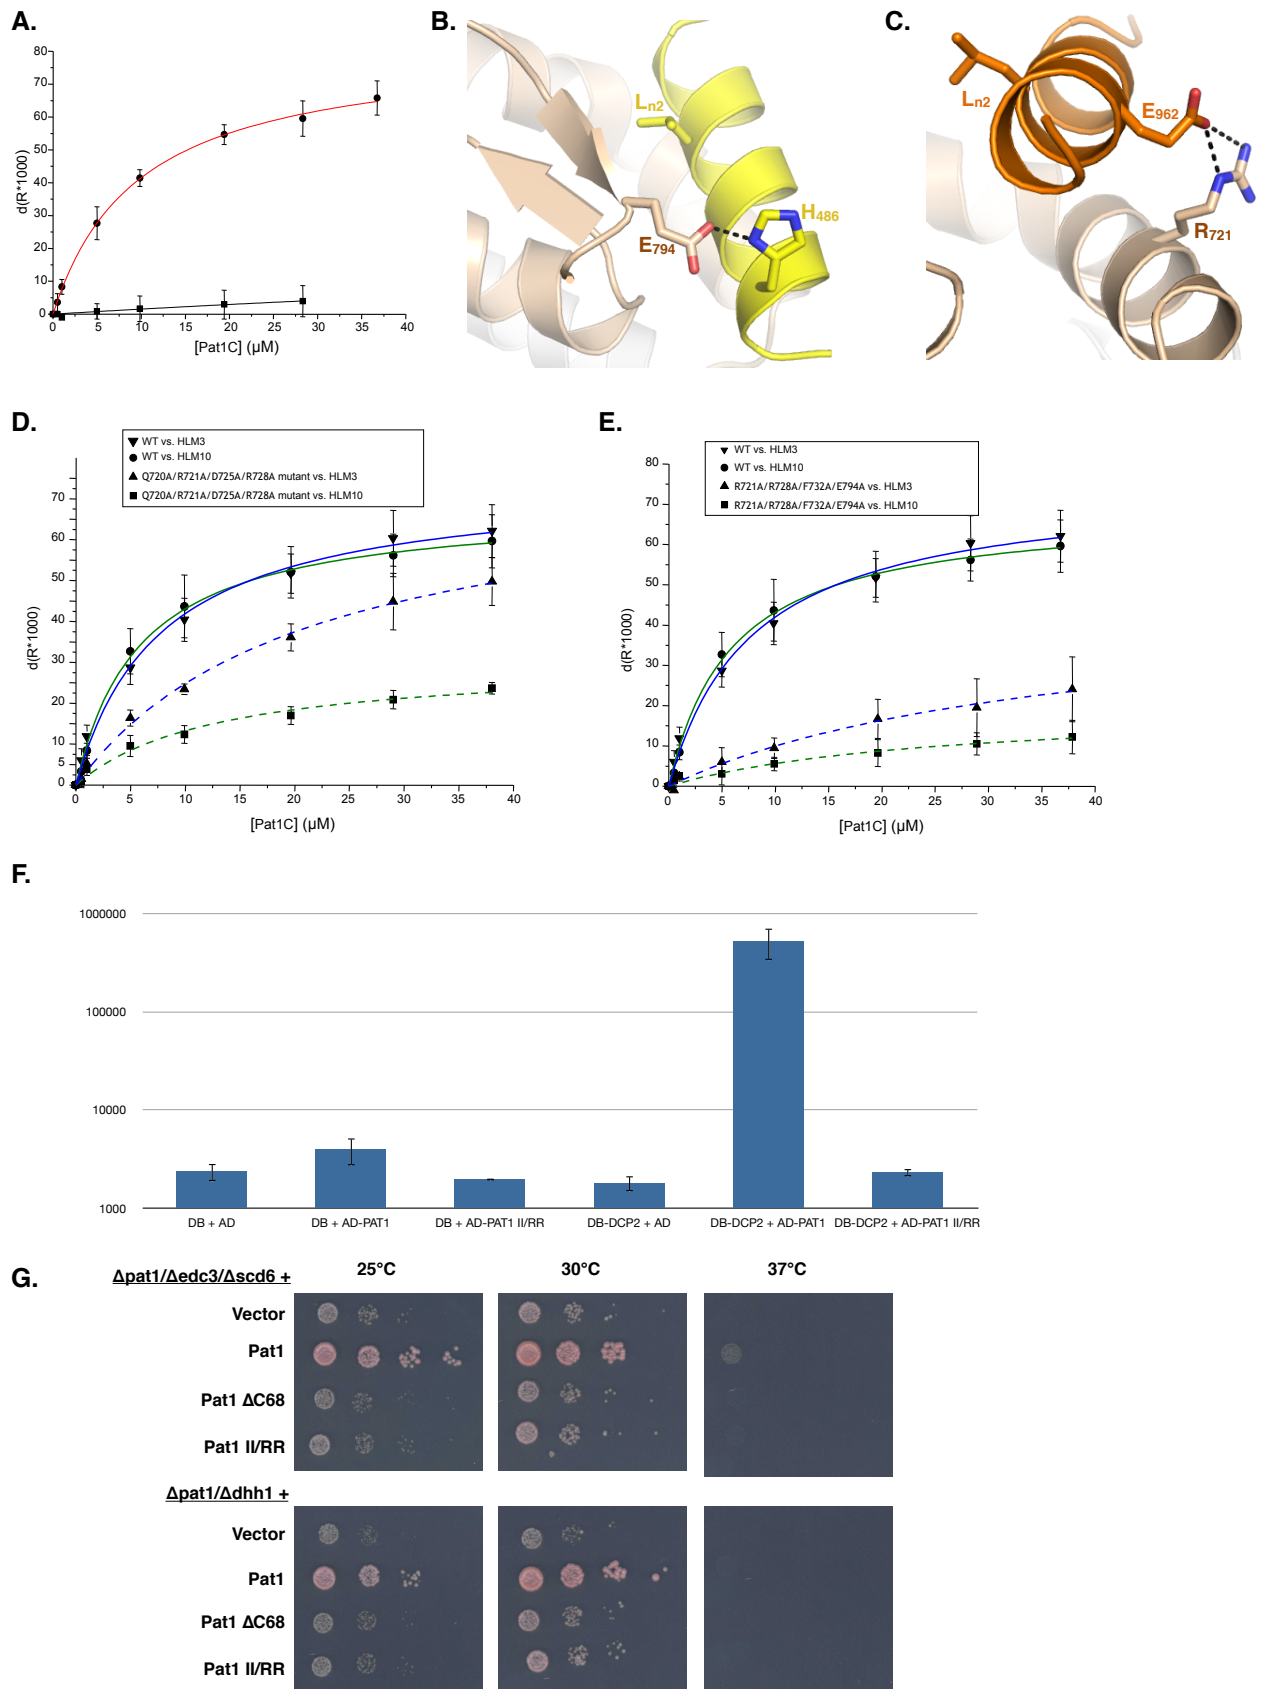 A.
80
70
60
50
40
30
20
10
0
d(R*1000)
0 5 10 15 20 25 30 35 40
[Pat1C] (µM)
B.
Ln2
H486
E794
C.
Ln2
E962
R721
D.
WT vs. HLM3
WT vs. HLM10
Q720A/R721A/D725A/R728A mutant vs. HLM3
Q720A/R721A/D725A/R728A mutant vs. HLM10
70
60
50
40
30
20
10
5
0
d(R*1000)
0 5 10 15 20 25 30 35 40
[Pat1C] (µM)
E.
WT vs. HLM3
WT vs. HLM10
R721A/R728A/F732A/E794A vs. HLM3
R721A/R728A/F732A/E794A vs. HLM10
80
70
60
50
40
30
20
10
0
d(R*1000)
0 5 10 15 20 25 30 35 40
[Pat1C] (µM)
F.
1000000
100000
10000
1000
DB + AD DB + AD-PAT1 DB + AD-PAT1 II/RR DB-DCP2 + AD DB-DCP2 + AD-PAT1 DB-DCP2 + AD-PAT1 II/RR
G.
Δpat1/Δedc3/Δscd6 + 25°C 30°C 37°C
Vector
Pat1
Pat1 ΔC68
Pat1 II/RR
Δpat1/Δdhh1 +
Vector
Pat1
Pat1 ΔC68
Pat1 II/RR